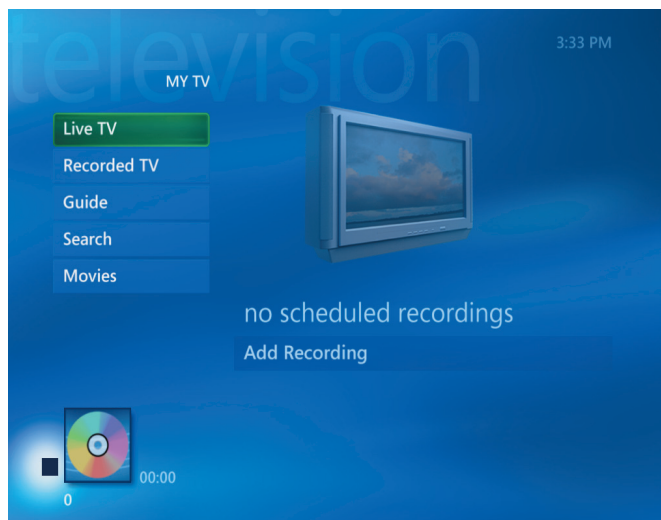 television
3:33 PM
MY TV
Live TV
Recorded TV
Guide
Search
Movies
no scheduled recordings
Add Recording
00:00
0